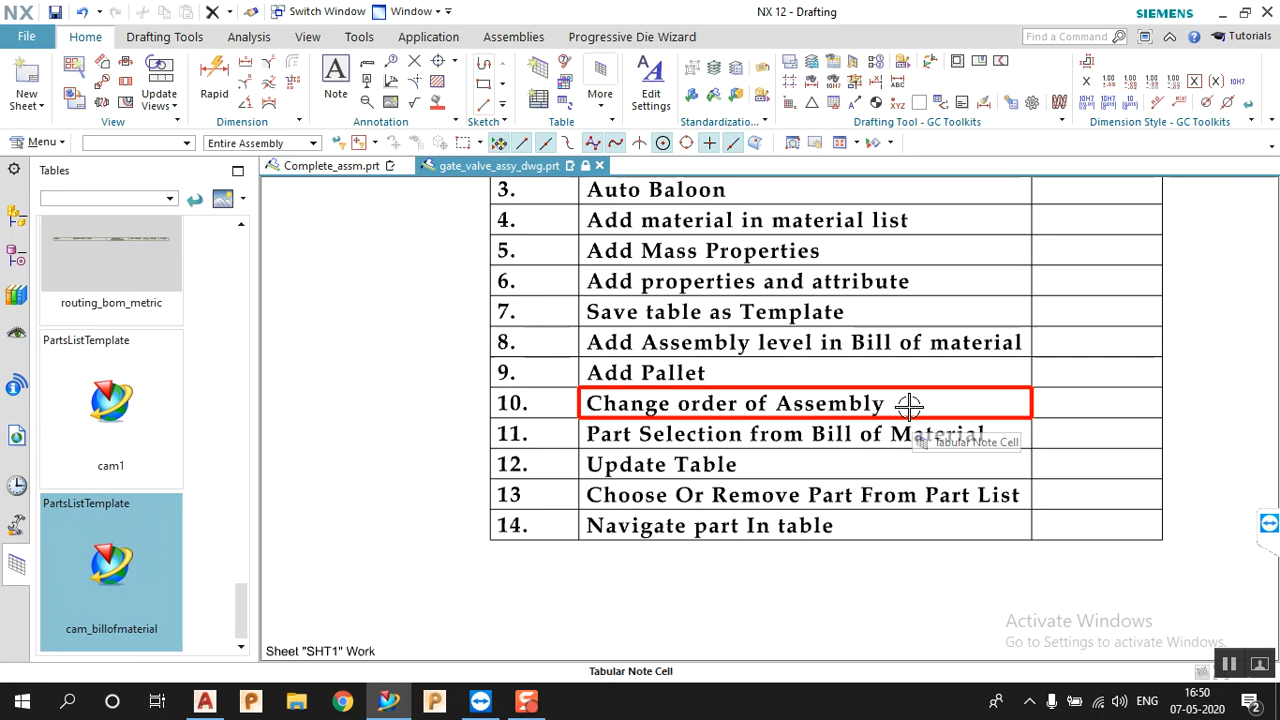 NX
Switch Window
Window
NX 12 - Drafting
SIEMENS
File
Home
Drafting Tools
Analysis
View
Tools
Application
Assemblies
Progressive Die Wizard
Find a Command
Tutorials
New Sheet
Update Views
View
Rapid
Dimension
Note
Annotation
Sketch
Table
More
Edit Settings
Standardizatio...
Drafting Tool - GC Toolkits
Dimension Style - GC Toolkits
Menu
Entire Assembly
Tables
Complete_assm.prt
gate_valve_assy_dwg.prt
routing_bom_metric
PartsListTemplate
cam1
PartsListTemplate
cam_billofmaterial
3. Auto Baloon
4. Add material in material list
5. Add Mass Properties
6. Add properties and attribute
7. Save table as Template
8. Add Assembly level in Bill of material
9. Add Pallet
10. Change order of Assembly
11. Part Selection from Bill of Material
Tabular Note Cell
12. Update Table
13 Choose Or Remove Part From Part List
14. Navigate part In table
Activate Windows
Go to Settings to activate Windows.
Sheet "SHT1" Work
Tabular Note Cell
ENG
16:50
07-05-2020
2